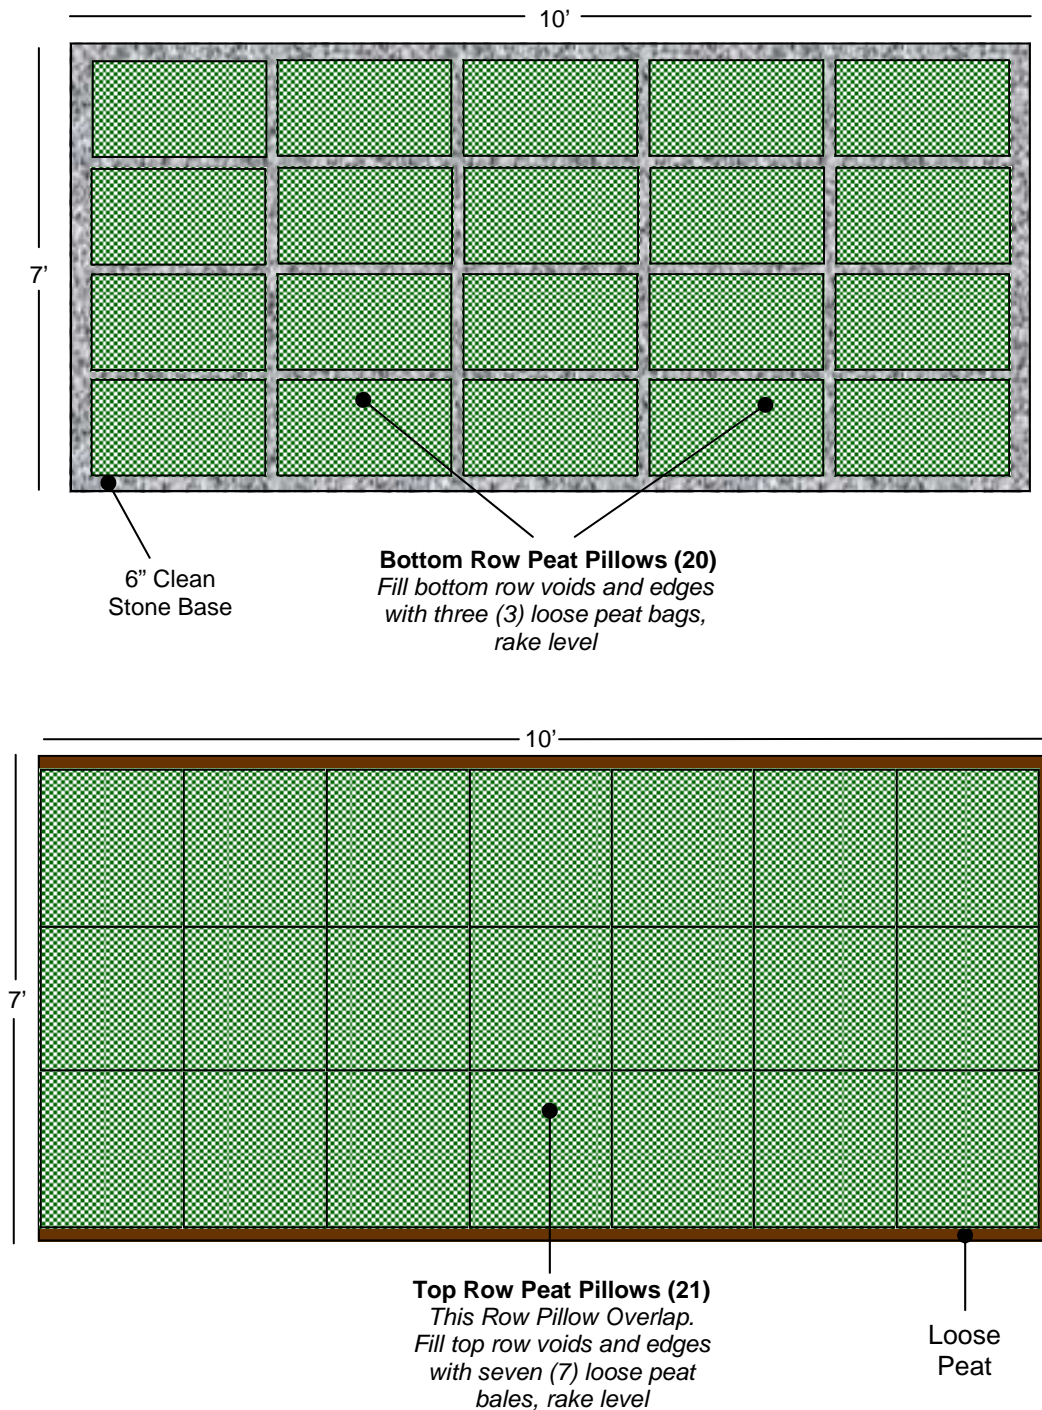 10’
7’
6” Clean
Stone Base
Bottom Row Peat Pillows (20)
Fill bottom row voids and edges
with three (3) loose peat bags,
rake level
10’
7’
Top Row Peat Pillows (21)
This Row Pillow Overlap.
Fill top row voids and edges
with seven (7) loose peat
bales, rake level
Loose
Peat